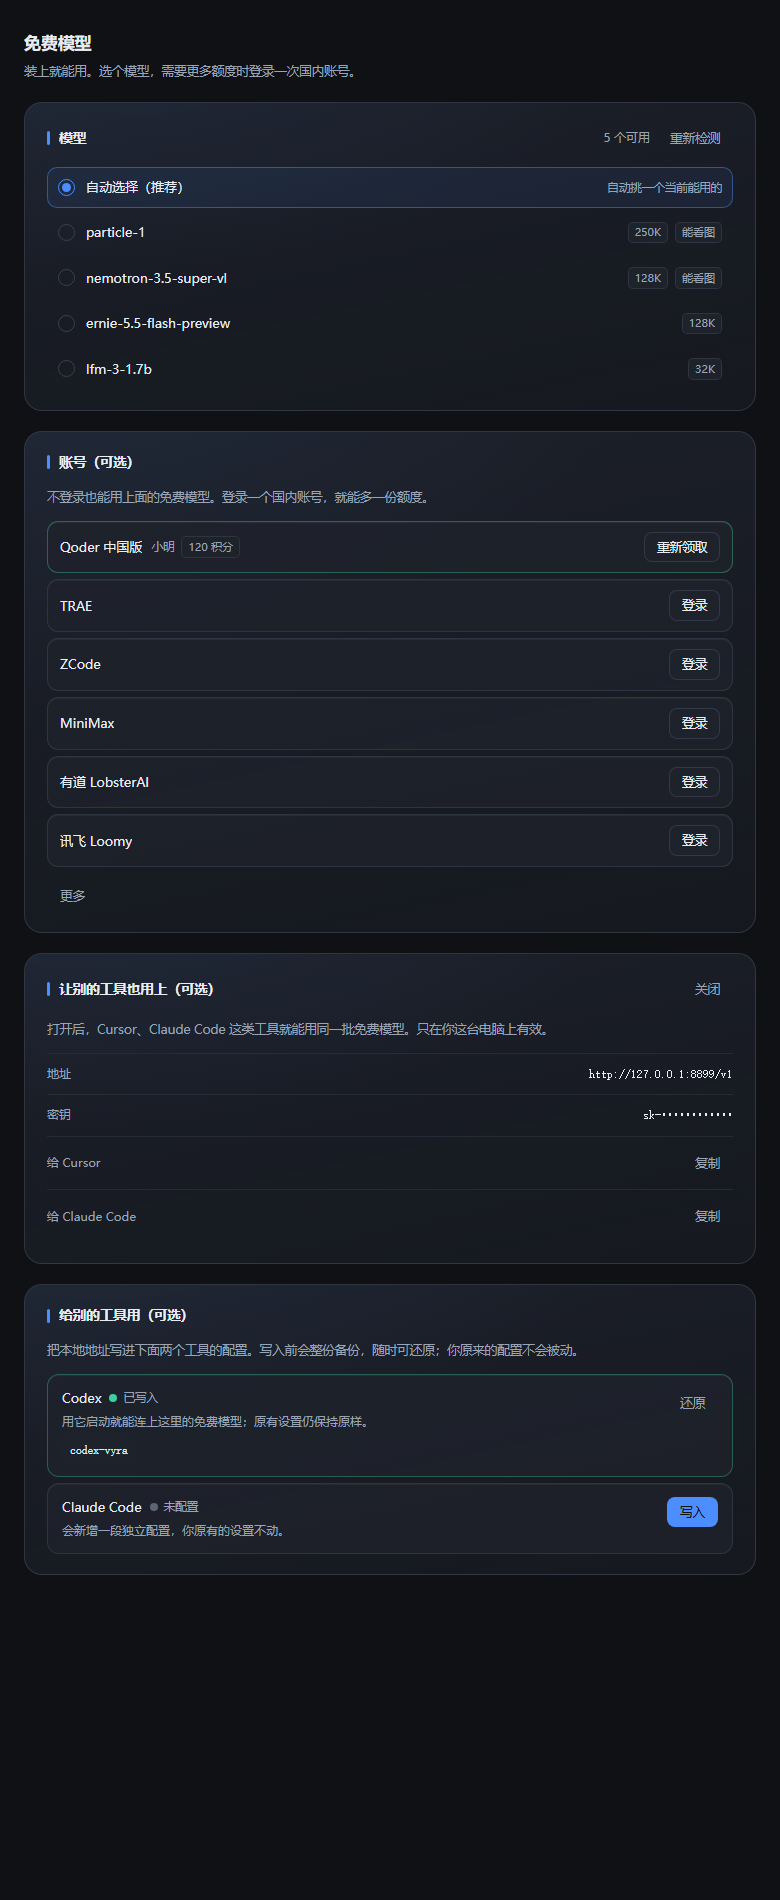 免费模型
装上就能用。选个模型，需要更多额度时登录一次国内账号。
模型 5 个可用 重新检测
自动选择（推荐） 自动挑一个当前能用的
particle-1 250K 能看图
nemotron-3.5-super-vl 128K 能看图
ernie-5.5-flash-preview 128K
lfm-3-1.7b 32K
账号（可选）
不登录也能用上面的免费模型。登录一个国内账号，就能多一份额度。
Qoder 中国版 小明 120 积分 重新领取
TRAE 登录
ZCode 登录
MiniMax 登录
有道 LobsterAI 登录
讯飞 Loomy 登录
更多
让别的工具也用上（可选） 关闭
打开后，Cursor、Claude Code 这类工具就能用同一批免费模型。只在你这台电脑上有效。
地址 http://127.0.0.1:8899/v1
密钥 sk-••••••••••••
给 Cursor 复制
给 Claude Code 复制
给别的工具用（可选）
把本地地址写进下面两个工具的配置。写入前会整份备份，随时可还原；你原来的配置不会被动。
Codex 已写入 还原
用它启动就能连上这里的免费模型；原有设置仍保持原样。
codex-vyra
Claude Code 未配置 写入
会新增一段独立配置，你原有的设置不动。